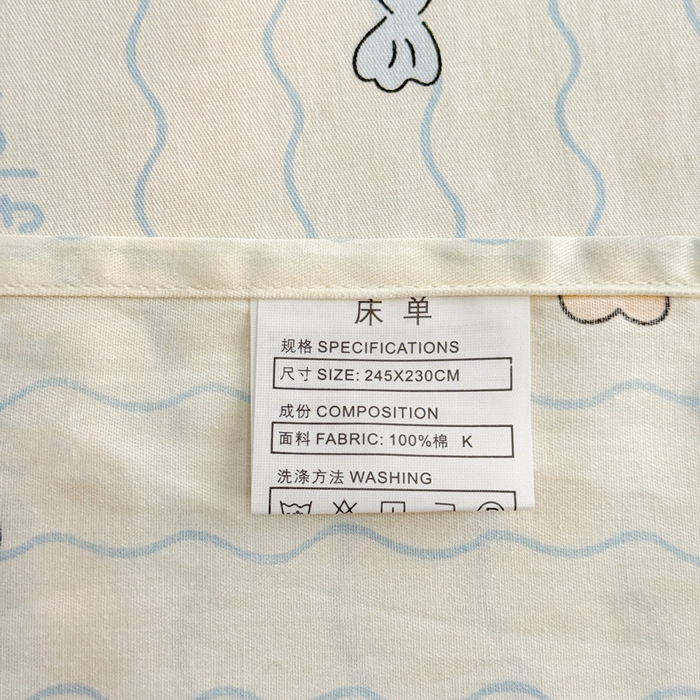 床单
规格 SPECIFICATIONS
尺寸 SIZE: 245X230CM
成份 COMPOSITION
面料 FABRIC: 100%棉 K
洗涤方法 WASHING